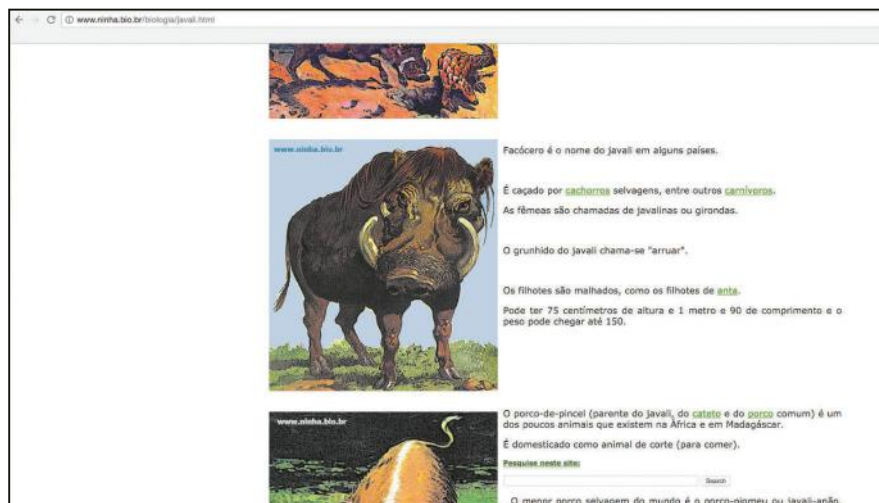 www.ninha.bio.br/biologia/javali.html
www.ninha.bio.br
Facócero é o nome do javali em alguns países.
É caçado por cachorros selvagens, entre outros carnívoros.
As fêmeas são chamadas de javalinas ou girondas.
O grunhido do javali chama-se "arruar".
Os filhotes são malhados, como os filhotes de anta.
Pode ter 75 centímetros de altura e 1 metro e 90 de comprimento e o
peso pode chegar até 150.
www.ninha.bio.br
O porco-de-pincel (parente do javali, do cateto e do porco comum) é um
dos poucos animais que existem na África e em Madagáscar.
É domesticado como animal de corte (para comer).
Pesquise neste site:
Search
O menor porco selvagem do mundo é o porco-pigmeu ou javali-anão,